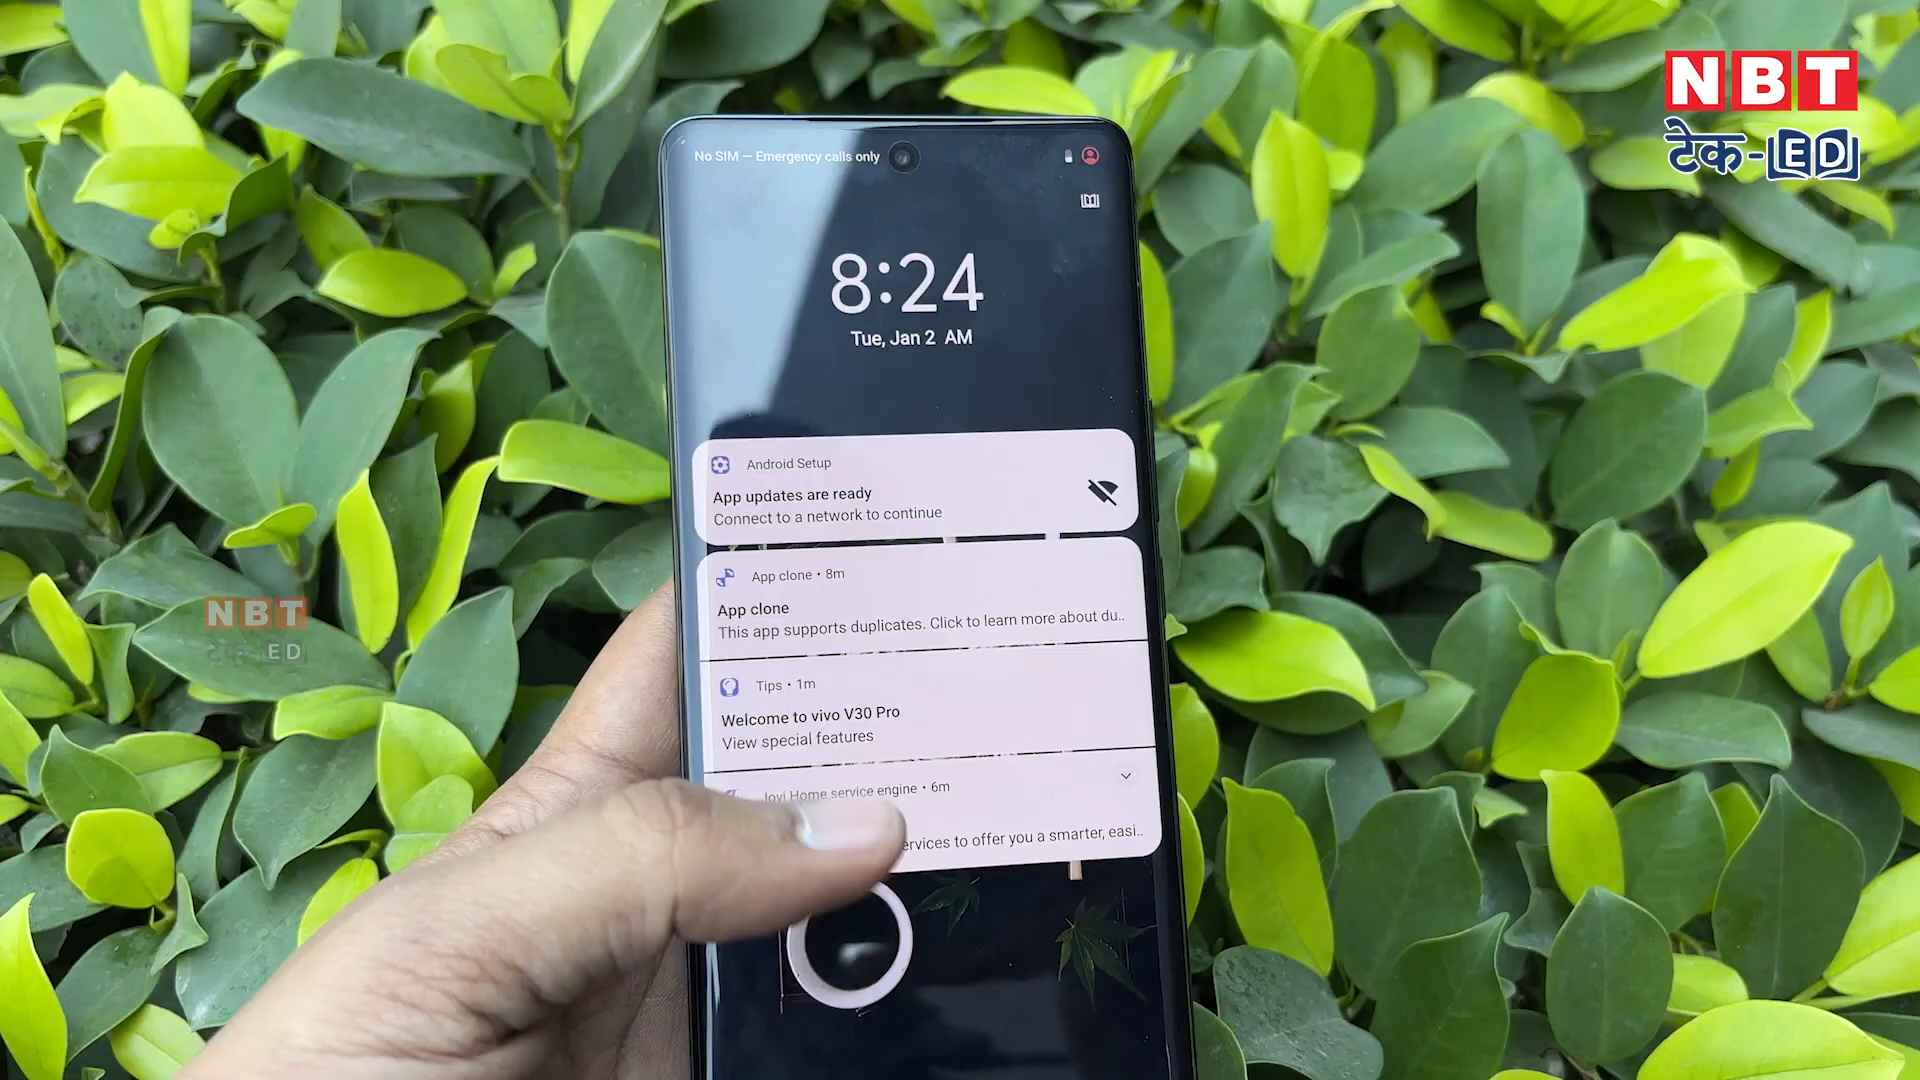 NBT
टेक-ED
No SIM — Emergency calls only
8:24
Tue, Jan 2 AM
Android Setup
App updates are ready
Connect to a network to continue
App clone • 8m
App clone
This app supports duplicates. Click to learn more about du..
Tips • 1m
Welcome to vivo V30 Pro
View special features
Jovi Home service engine • 6m
ervices to offer you a smarter, easi..
NBT
टेक-ED